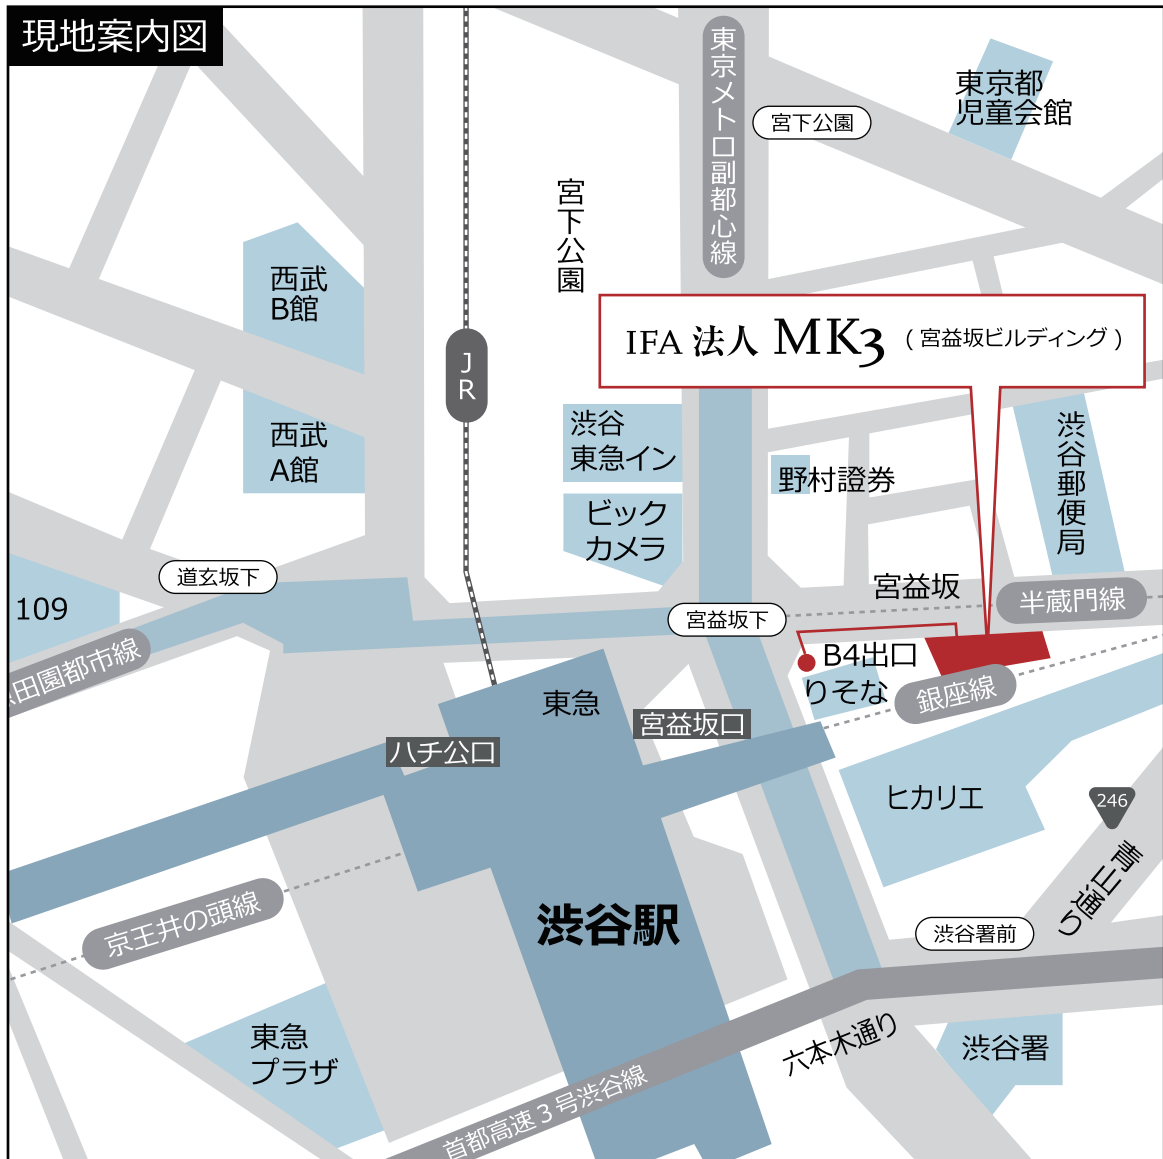 現地案内図
東京メトロ副都心線
宮下公園
東京都
児童会館
宮下公園
西武
B館
IFA 法人 MK3 (宮益坂ビルディング)
JR
西武
A館
渋谷
東急イン
野村證券
渋谷郵便局
ビック
カメラ
道玄坂下
109
宮益坂
半蔵門線
宮益坂下
田園都市線
B4出口
りそな
銀座線
東急
宮益坂口
ハチ公口
ヒカリエ
246
青山通り
京王井の頭線
渋谷駅
渋谷署前
六本木通り
渋谷署
東急
プラザ
首都高速3号渋谷線